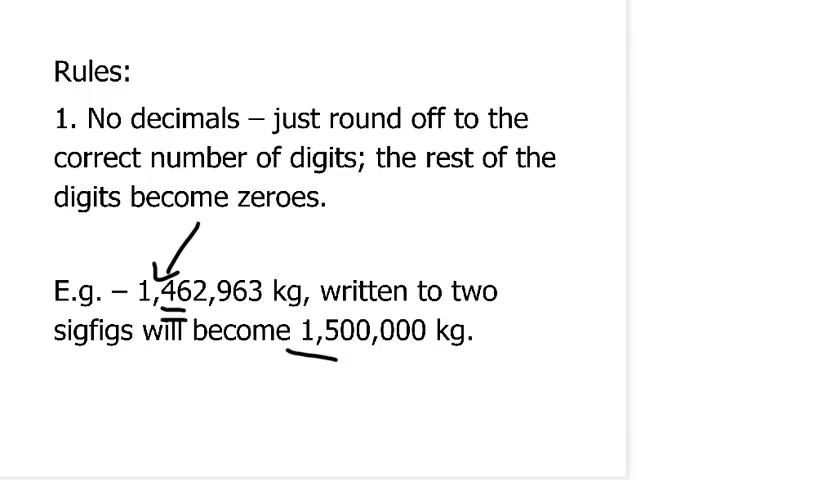 Rules:
1. No decimals – just round off to the
correct number of digits; the rest of the
digits become zeroes.
E.g. – 1,462,963 kg, written to two
sigfigs will become 1,500,000 kg.